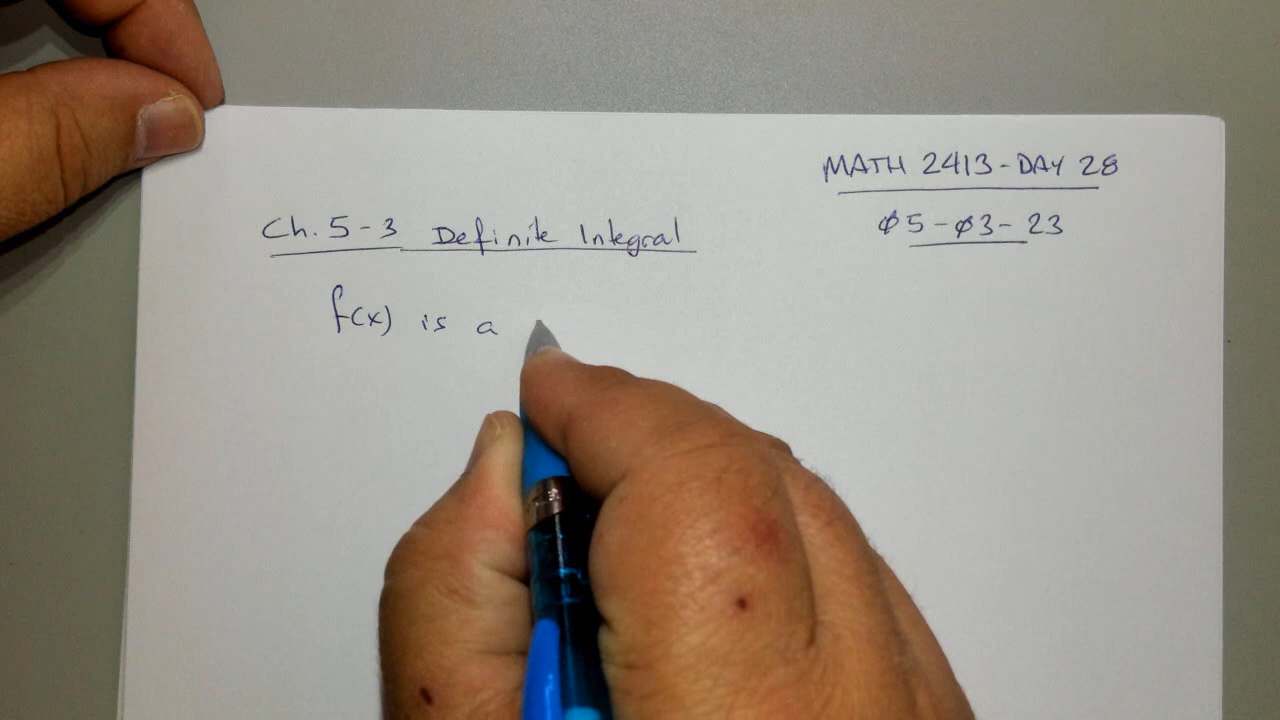 MATH 2413 - DAY 28
05 - 03 - 23
Ch. 5-3 Definite Integral
f(x) is a